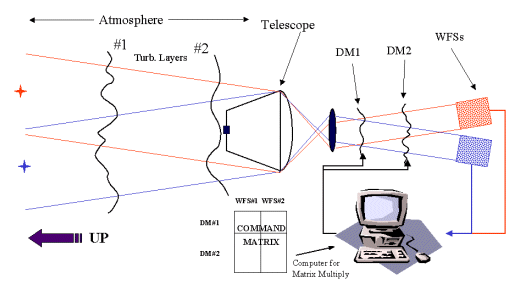 Atmosphere
Telescope
#1
#2
Turb. Layers
DM1
DM2
WFSs
WFS#1 WFS#2
DM#1
COMMAND
MATRIX
DM#2
UP
Computer for
Matrix Multiply